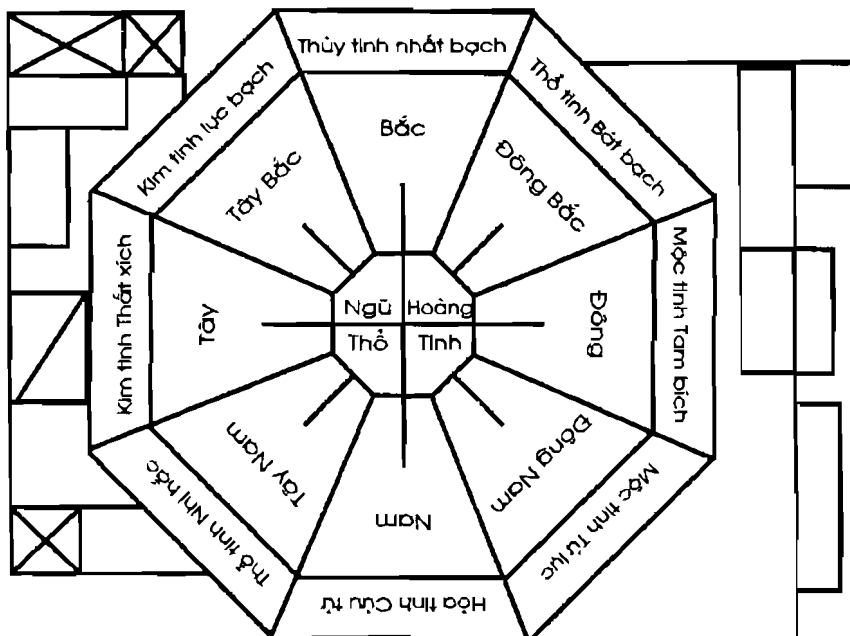 Thủy tinh nhất bạch
Bắc
Thổ tinh Bát bạch
Đông Bắc
Mộc tinh Tam bích
Đông
Mộc tinh Tứ lục
Đông Nam
Hỏa tinh Cửu tử
Nam
Thổ tinh Nhị hắc
Tây Nam
Kim tinh Thất xích
Tây
Kim tinh lục bạch
Tây Bắc
Ngũ Hoàng
Thổ Tinh